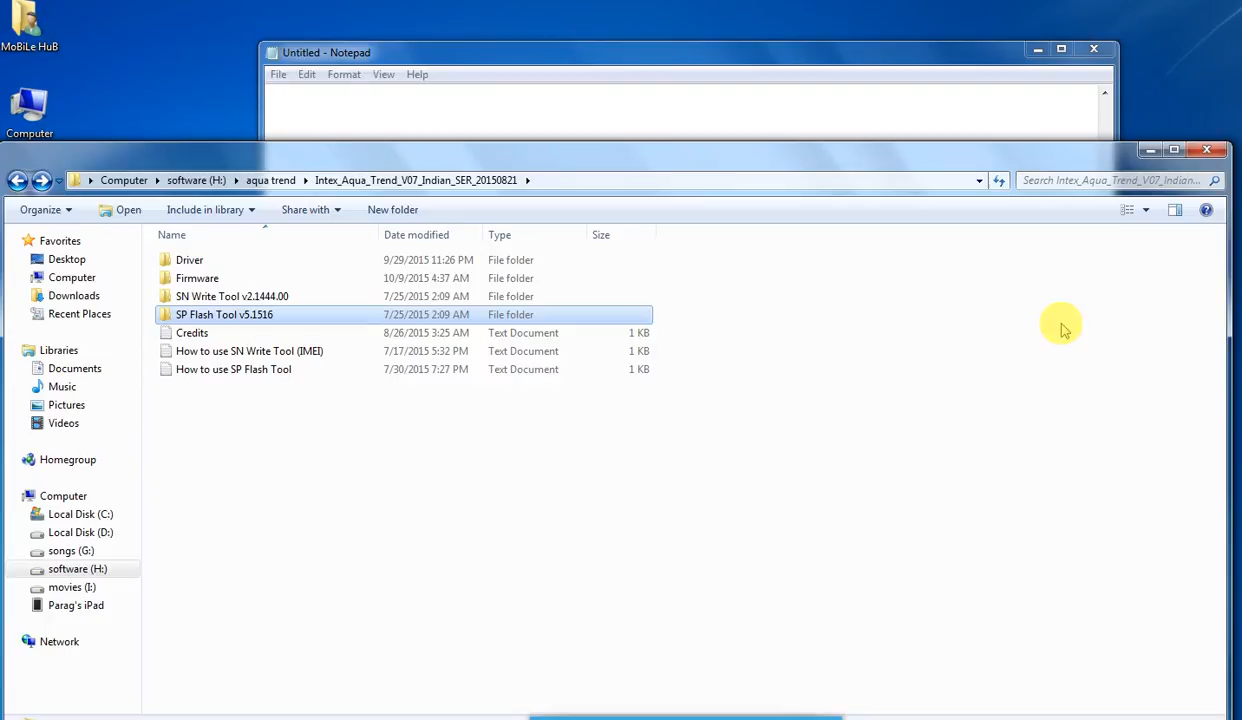 MoBiLe HuB
Computer
Untitled - Notepad
File Edit Format View Help
Computer software (H:) aqua trend Intex_Aqua_Trend_V07_Indian_SER_20150821
Search Intex_Aqua_Trend_V07_Indian...
Organize Open Include in library Share with New folder
Name Date modified Type Size
Driver 9/29/2015 11:26 PM File folder
Firmware 10/9/2015 4:37 AM File folder
SN Write Tool v2.1444.00 7/25/2015 2:09 AM File folder
SP Flash Tool v5.1516 7/25/2015 2:09 AM File folder
Credits 8/26/2015 3:25 AM Text Document 1 KB
How to use SN Write Tool (IMEI) 7/17/2015 5:32 PM Text Document 1 KB
How to use SP Flash Tool 7/30/2015 7:27 PM Text Document 1 KB
Favorites
Desktop
Computer
Downloads
Recent Places
Libraries
Documents
Music
Pictures
Videos
Homegroup
Computer
Local Disk (C:)
Local Disk (D:)
songs (G:)
software (H:)
movies (I:)
Parag's iPad
Network